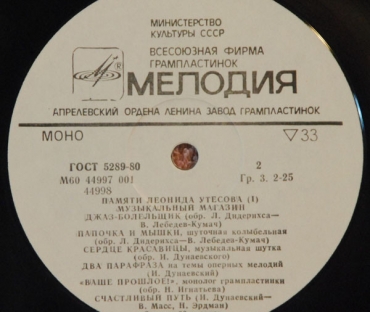 МИНИСТЕРСТВО
КУЛЬТУРЫ СССР
ВСЕСОЮЗНАЯ ФИРМА
ГРАМПЛАСТИНОК
МЕЛОДИЯ
АПРЕЛЕВСКИЙ ОРДЕНА ЛЕНИНА ЗАВОД ГРАМПЛАСТИНОК
МОНО ▽33
ГОСТ 5289-80 2
М60 44997 001 Гр. 3. 2-25
44998
ПАМЯТИ ЛЕОНИДА УТЕСОВА (1)
МУЗЫКАЛЬНЫЙ МАГАЗИН
ДЖАЗ-БОЛЕЛЬЩИК (обр. Л. Дидерихса—
В. Лебедев-Кумач)
ПАПОЧКА И МЫШКИ, шуточная колыбельная
(обр. Л. Дидерихса — В. Лебедев-Кумач)
СЕРДЦЕ КРАСАВИЦЫ, музыкальная шутка
(обр. И. Дунаевского)
ДВА ПАРАФРАЗА на темы оперных мелодий
(И. Дунаевский)
«ВАШЕ ПРОШЛОЕ!», монолог грампластинки
(обр. Н. Игнатьева)
СЧАСТЛИВЫЙ ПУТЬ (И. Дунаевский—
В. Масс, Н. Эрдман)